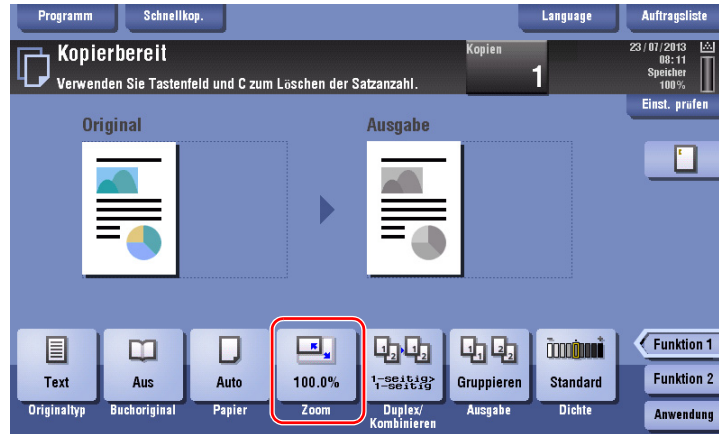 Programm
Schnellkop.
Language
Auftragsliste
Kopierbereit
Verwenden Sie Tastenfeld und C zum Löschen der Satzanzahl.
Kopien
1
23/07/2013
08:11
Speicher
100%
Einst. prüfen
Original
Ausgabe
Text
Originaltyp
Aus
Buchoriginal
Auto
Papier
100.0%
Zoom
1-seitig>
1-seitig
Duplex/
Kombinieren
Gruppieren
Ausgabe
Standard
Dichte
Funktion 1
Funktion 2
Anwendung